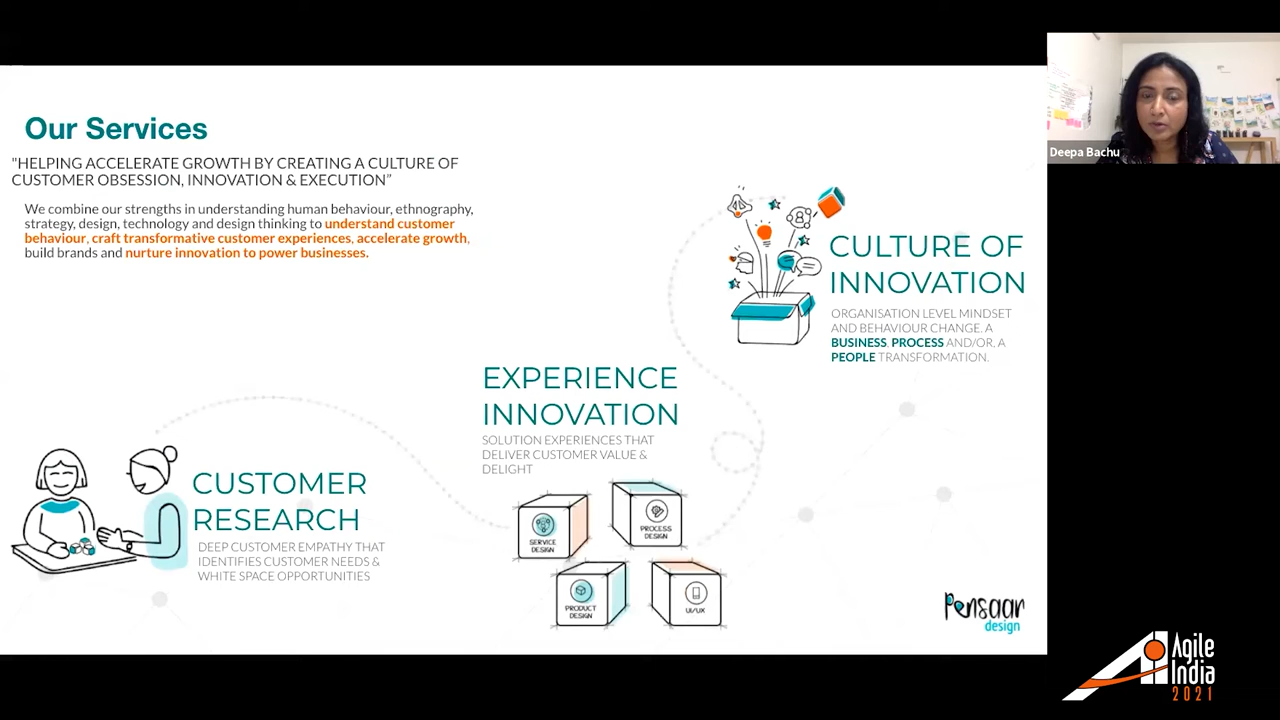 Our Services
"HELPING ACCELERATE GROWTH BY CREATING A CULTURE OF
CUSTOMER OBSESSION, INNOVATION & EXECUTION”
We combine our strengths in understanding human behaviour, ethnography,
strategy, design, technology and design thinking to understand customer
behaviour, craft transformative customer experiences, accelerate growth,
build brands and nurture innovation to power businesses.
CULTURE OF
INNOVATION
ORGANISATION LEVEL MINDSET
AND BEHAVIOUR CHANGE. A
BUSINESS, PROCESS AND/OR, A
PEOPLE TRANSFORMATION.
EXPERIENCE
INNOVATION
SOLUTION EXPERIENCES THAT
DELIVER CUSTOMER VALUE &
DELIGHT
SERVICE
DESIGN
PROCESS
DESIGN
PRODUCT
DESIGN
UI/UX
CUSTOMER
RESEARCH
DEEP CUSTOMER EMPATHY THAT
IDENTIFIES CUSTOMER NEEDS &
WHITE SPACE OPPORTUNITIES
Pensaar
design
Deepa Bachu
Agile
India
2021